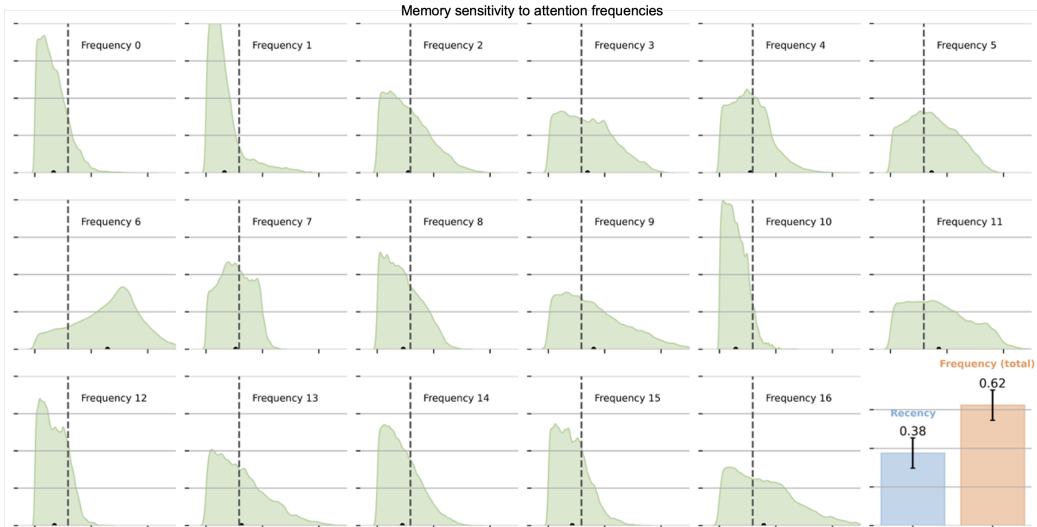 Memory sensitivity to attention frequencies
Frequency 0
Frequency 1
Frequency 2
Frequency 3
Frequency 4
Frequency 5
Frequency 6
Frequency 7
Frequency 8
Frequency 9
Frequency 10
Frequency 11
Frequency 12
Frequency 13
Frequency 14
Frequency 15
Frequency 16
Frequency (total)
0.62
Recency
0.38